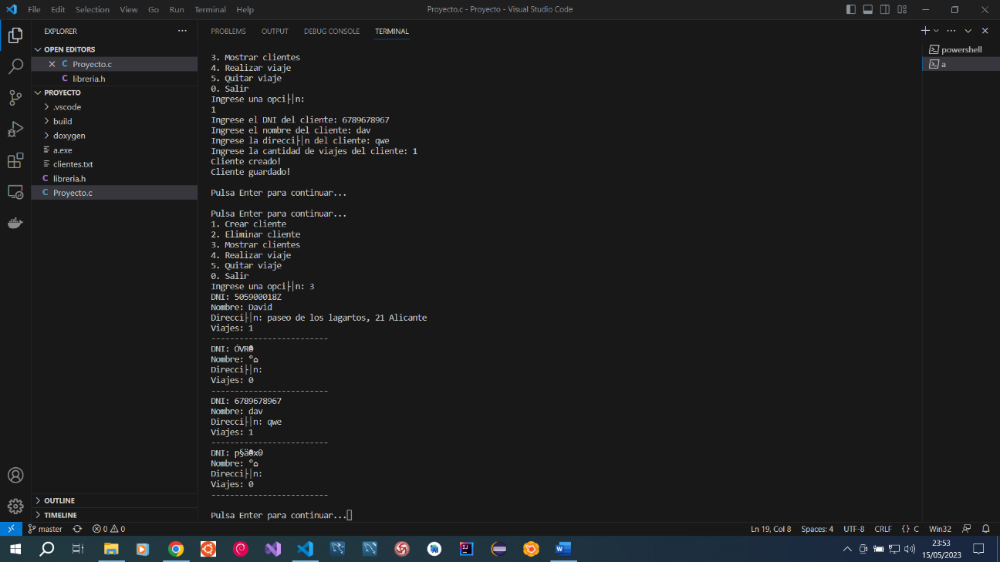 File Edit Selection View Go Run Terminal Help
Proyecto.c - Proyecto - Visual Studio Code
EXPLORER
OPEN EDITORS
Proyecto.c
libreria.h
PROYECTO
.vscode
build
doxygen
a.exe
clientes.txt
libreria.h
Proyecto.c
OUTLINE
TIMELINE
PROBLEMS OUTPUT DEBUG CONSOLE TERMINAL
3. Mostrar clientes
4. Realizar viaje
5. Quitar viaje
0. Salir
Ingrese una opci├│n:
1
Ingrese el DNI del cliente: 6789678967
Ingrese el nombre del cliente: dav
Ingrese la direcci├│n del cliente: qwe
Ingrese la cantidad de viajes del cliente: 1
Cliente creado!
Cliente guardado!
Pulsa Enter para continuar...
Pulsa Enter para continuar...
1. Crear cliente
2. Eliminar cliente
3. Mostrar clientes
4. Realizar viaje
5. Quitar viaje
0. Salir
Ingrese una opci├│n: 3
DNI: 505900018Z
Nombre: David
Direcci├│n: paseo de los lagartos, 21 Alicante
Viajes: 1
-------------------------
DNI:
Nombre: °⌂
Direcci├│n:
Viajes: 0
-------------------------
DNI: 6789678967
Nombre: dav
Direcci├│n: qwe
Viajes: 1
-------------------------
DNI:
Nombre: °⌂
Direcci├│n:
Viajes: 0
-------------------------
Pulsa Enter para continuar...
powershell
a
master
0 0
Ln 19, Col 8 Spaces: 4 UTF-8 CRLF {} C Win32
23:53
15/05/2023